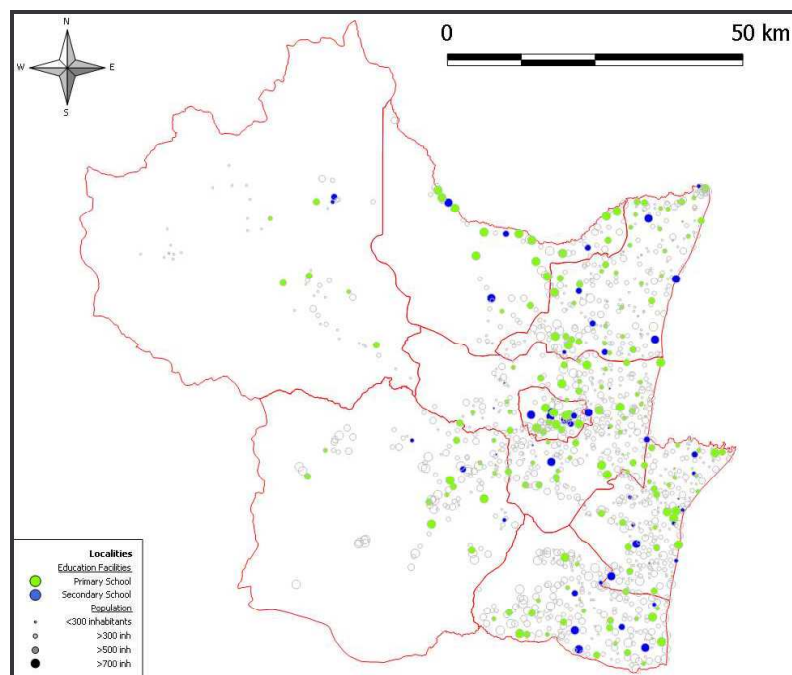 N
0 50 km
W E
S
Localities
Education Facilities
Primary School
Secondary School
Population
<300 inhabitants
>300 inh
>500 inh
>700 inh